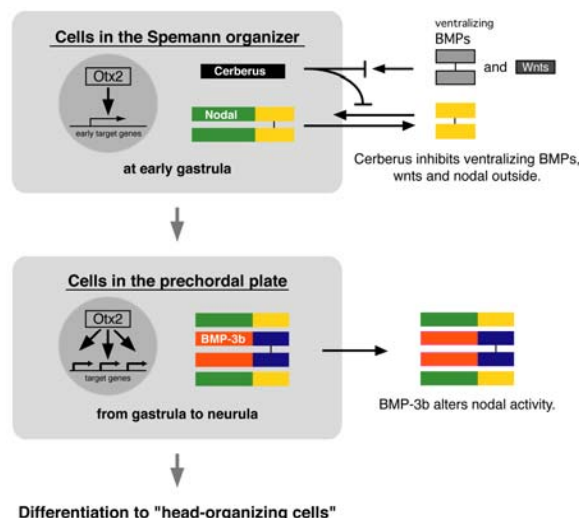 Cells in the Spemann organizer
Otx2
early target genes
Cerberus
Nodal
at early gastrula
ventralizing
BMPs
and
Wnts
Cerberus inhibits ventralizing BMPs,
wnts and nodal outside.
Cells in the prechordal plate
Otx2
target genes
BMP-3b
from gastrula to neurula
BMP-3b alters nodal activity.
Differentiation to "head-organizing cells"